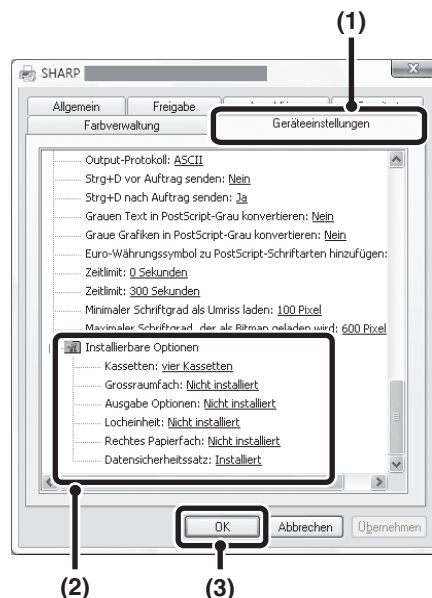 (1)
SHARP
Allgemein
Freigabe
Farbverwaltung
Geräteeinstellungen
Output-Protokoll: ASCII
Strg+D vor Auftrag senden: Nein
Strg+D nach Auftrag senden: Ja
Grauen Text in PostScript-Grau konvertieren: Nein
Graue Grafiken in PostScript-Grau konvertieren: Nein
Euro-Währungssymbol zu PostScript-Schriftarten hinzufügen:
Zeitlimit: 0 Sekunden
Zeitlimit: 300 Sekunden
Minimaler Schriftgrad als Umriss laden: 100 Pixel
Maximaler Schriftgrad, der als Bitmap geladen wird: 600 Pixel
Installierbare Optionen
Kassetten: vier Kassetten
Grossraumfach: Nicht installiert
Ausgabe Optionen: Nicht installiert
Locheinheit: Nicht installiert
Rechtes Papierfach: Nicht installiert
Datensicherheitssatz: Installiert
OK
Abbrechen
Übernehmen
(2)
(3)